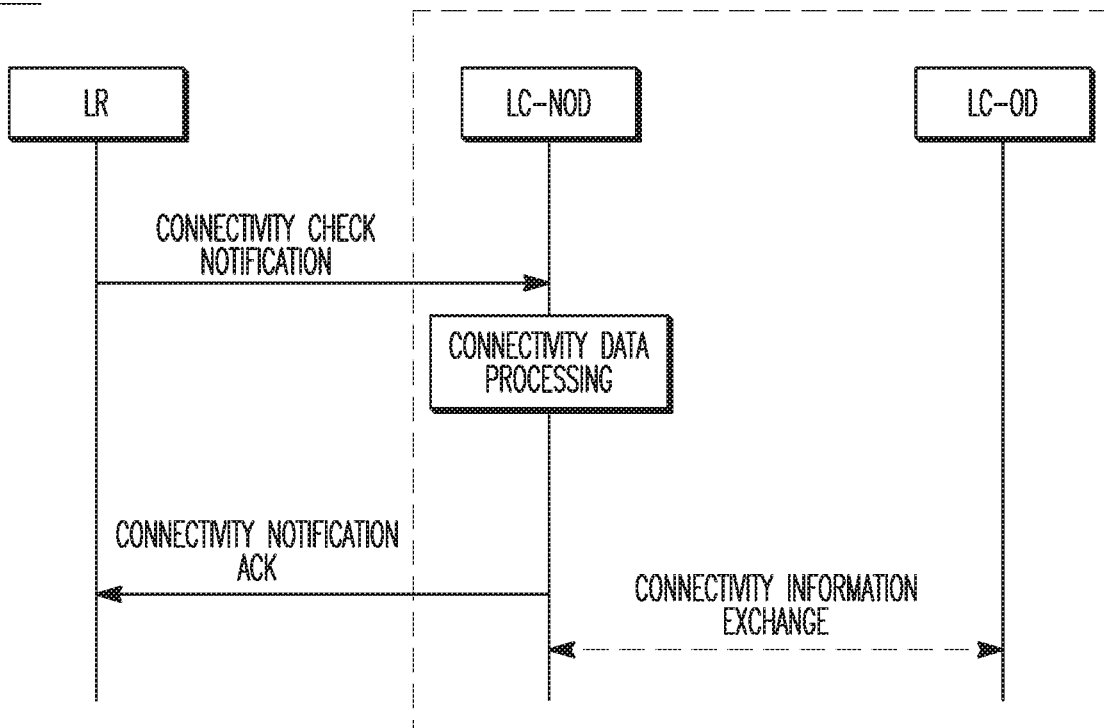 LR
LC-NOD
LC-OD
CONNECTIVITY CHECK
NOTIFICATION
CONNECTIVITY DATA
PROCESSING
CONNECTIVITY NOTIFICATION
ACK
CONNECTIVITY INFORMATION
EXCHANGE